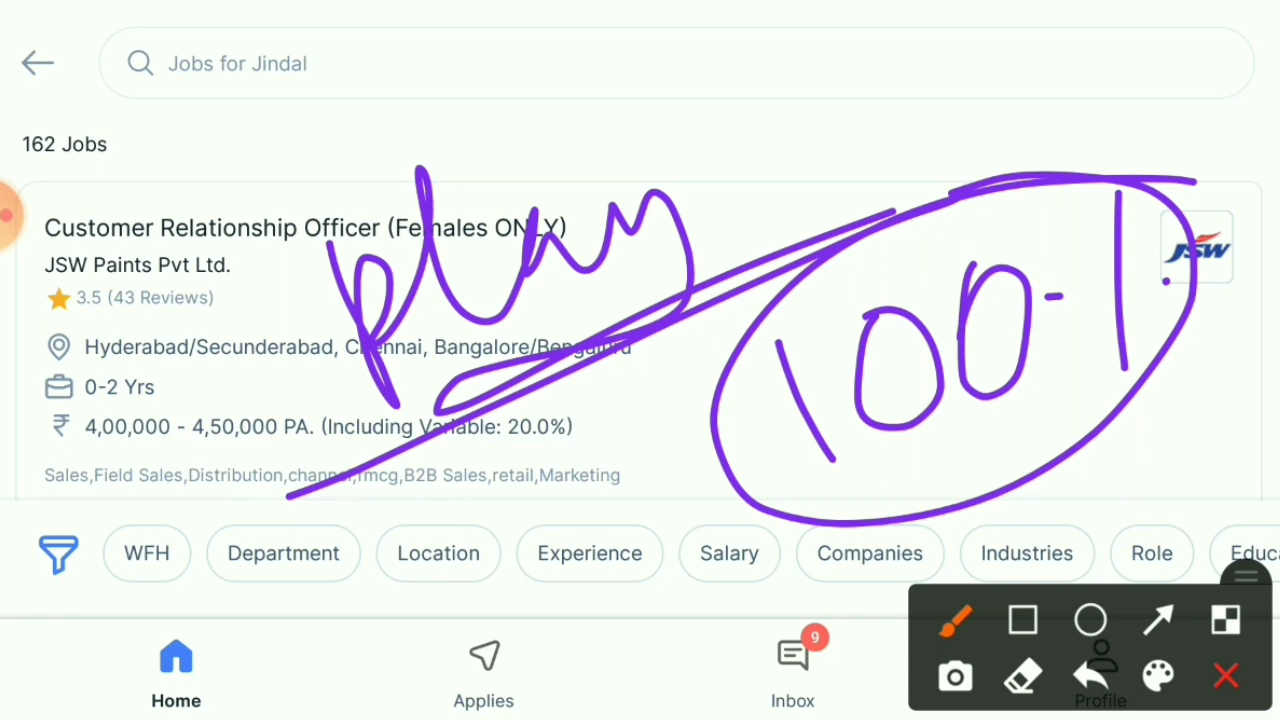 Jobs for Jindal
162 Jobs
Customer Relationship Officer (Females ONLY)
JSW Paints Pvt Ltd.
JSW
3.5 (43 Reviews)
Hyderabad/Secunderabad, Chennai, Bangalore/Bengaluru
0-2 Yrs
₹ 4,00,000 - 4,50,000 PA. (Including Variable: 20.0%)
Sales,Field Sales,Distribution,channel,fmcg,B2B Sales,retail,Marketing
100-1
WFH
Department
Location
Experience
Salary
Companies
Industries
Role
Home
Applies
Inbox
9
Profile